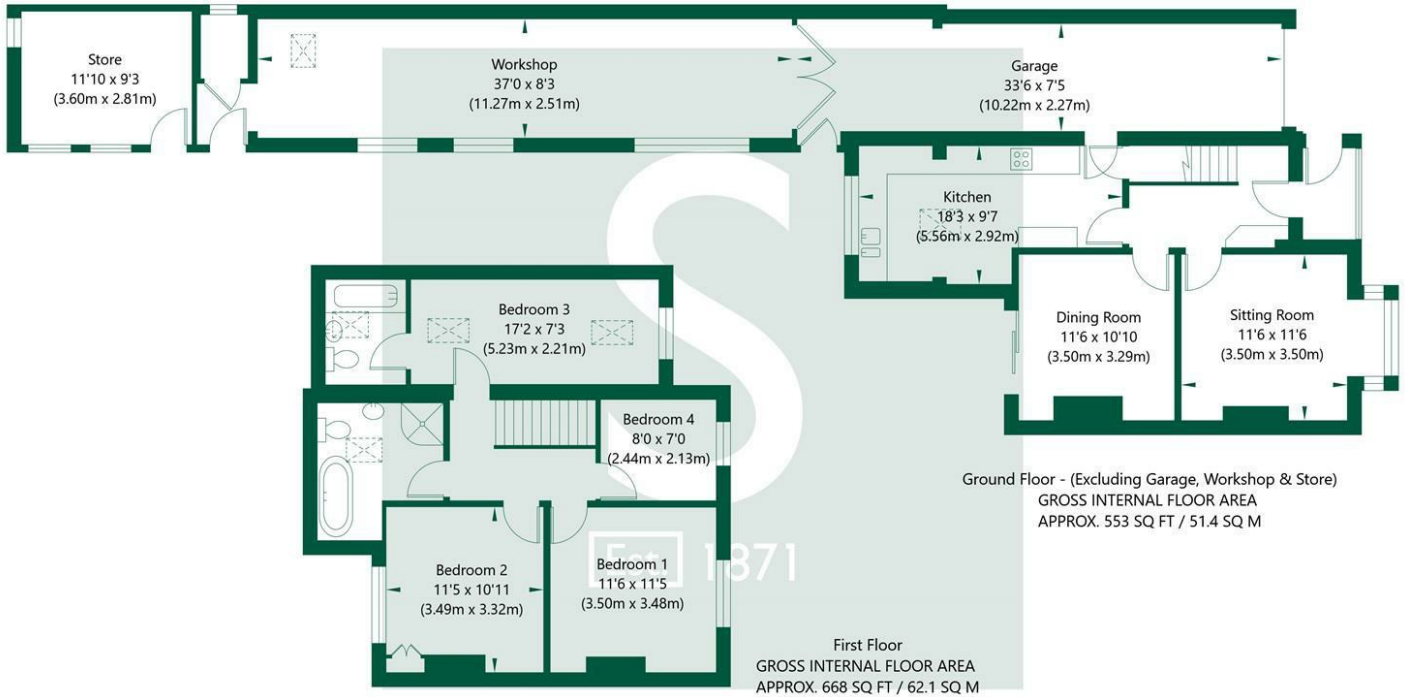 Store
11'10 x 9'3
(3.60m x 2.81m)
Workshop
37'0 x 8'3
(11.27m x 2.51m)
Garage
33'6 x 7'5
(10.22m x 2.27m)
Kitchen
18'3 x 9'7
(5.56m x 2.92m)
Dining Room
11'6 x 10'10
(3.50m x 3.29m)
Sitting Room
11'6 x 11'6
(3.50m x 3.50m)
Ground Floor - (Excluding Garage, Workshop & Store)
GROSS INTERNAL FLOOR AREA
APPROX. 553 SQ FT / 51.4 SQ M
Bedroom 3
17'2 x 7'3
(5.23m x 2.21m)
Bedroom 4
8'0 x 7'0
(2.44m x 2.13m)
Bedroom 2
11'5 x 10'11
(3.49m x 3.32m)
Bedroom 1
11'6 x 11'5
(3.50m x 3.48m)
First Floor
GROSS INTERNAL FLOOR AREA
APPROX. 668 SQ FT / 62.1 SQ M
S
Est. 1871